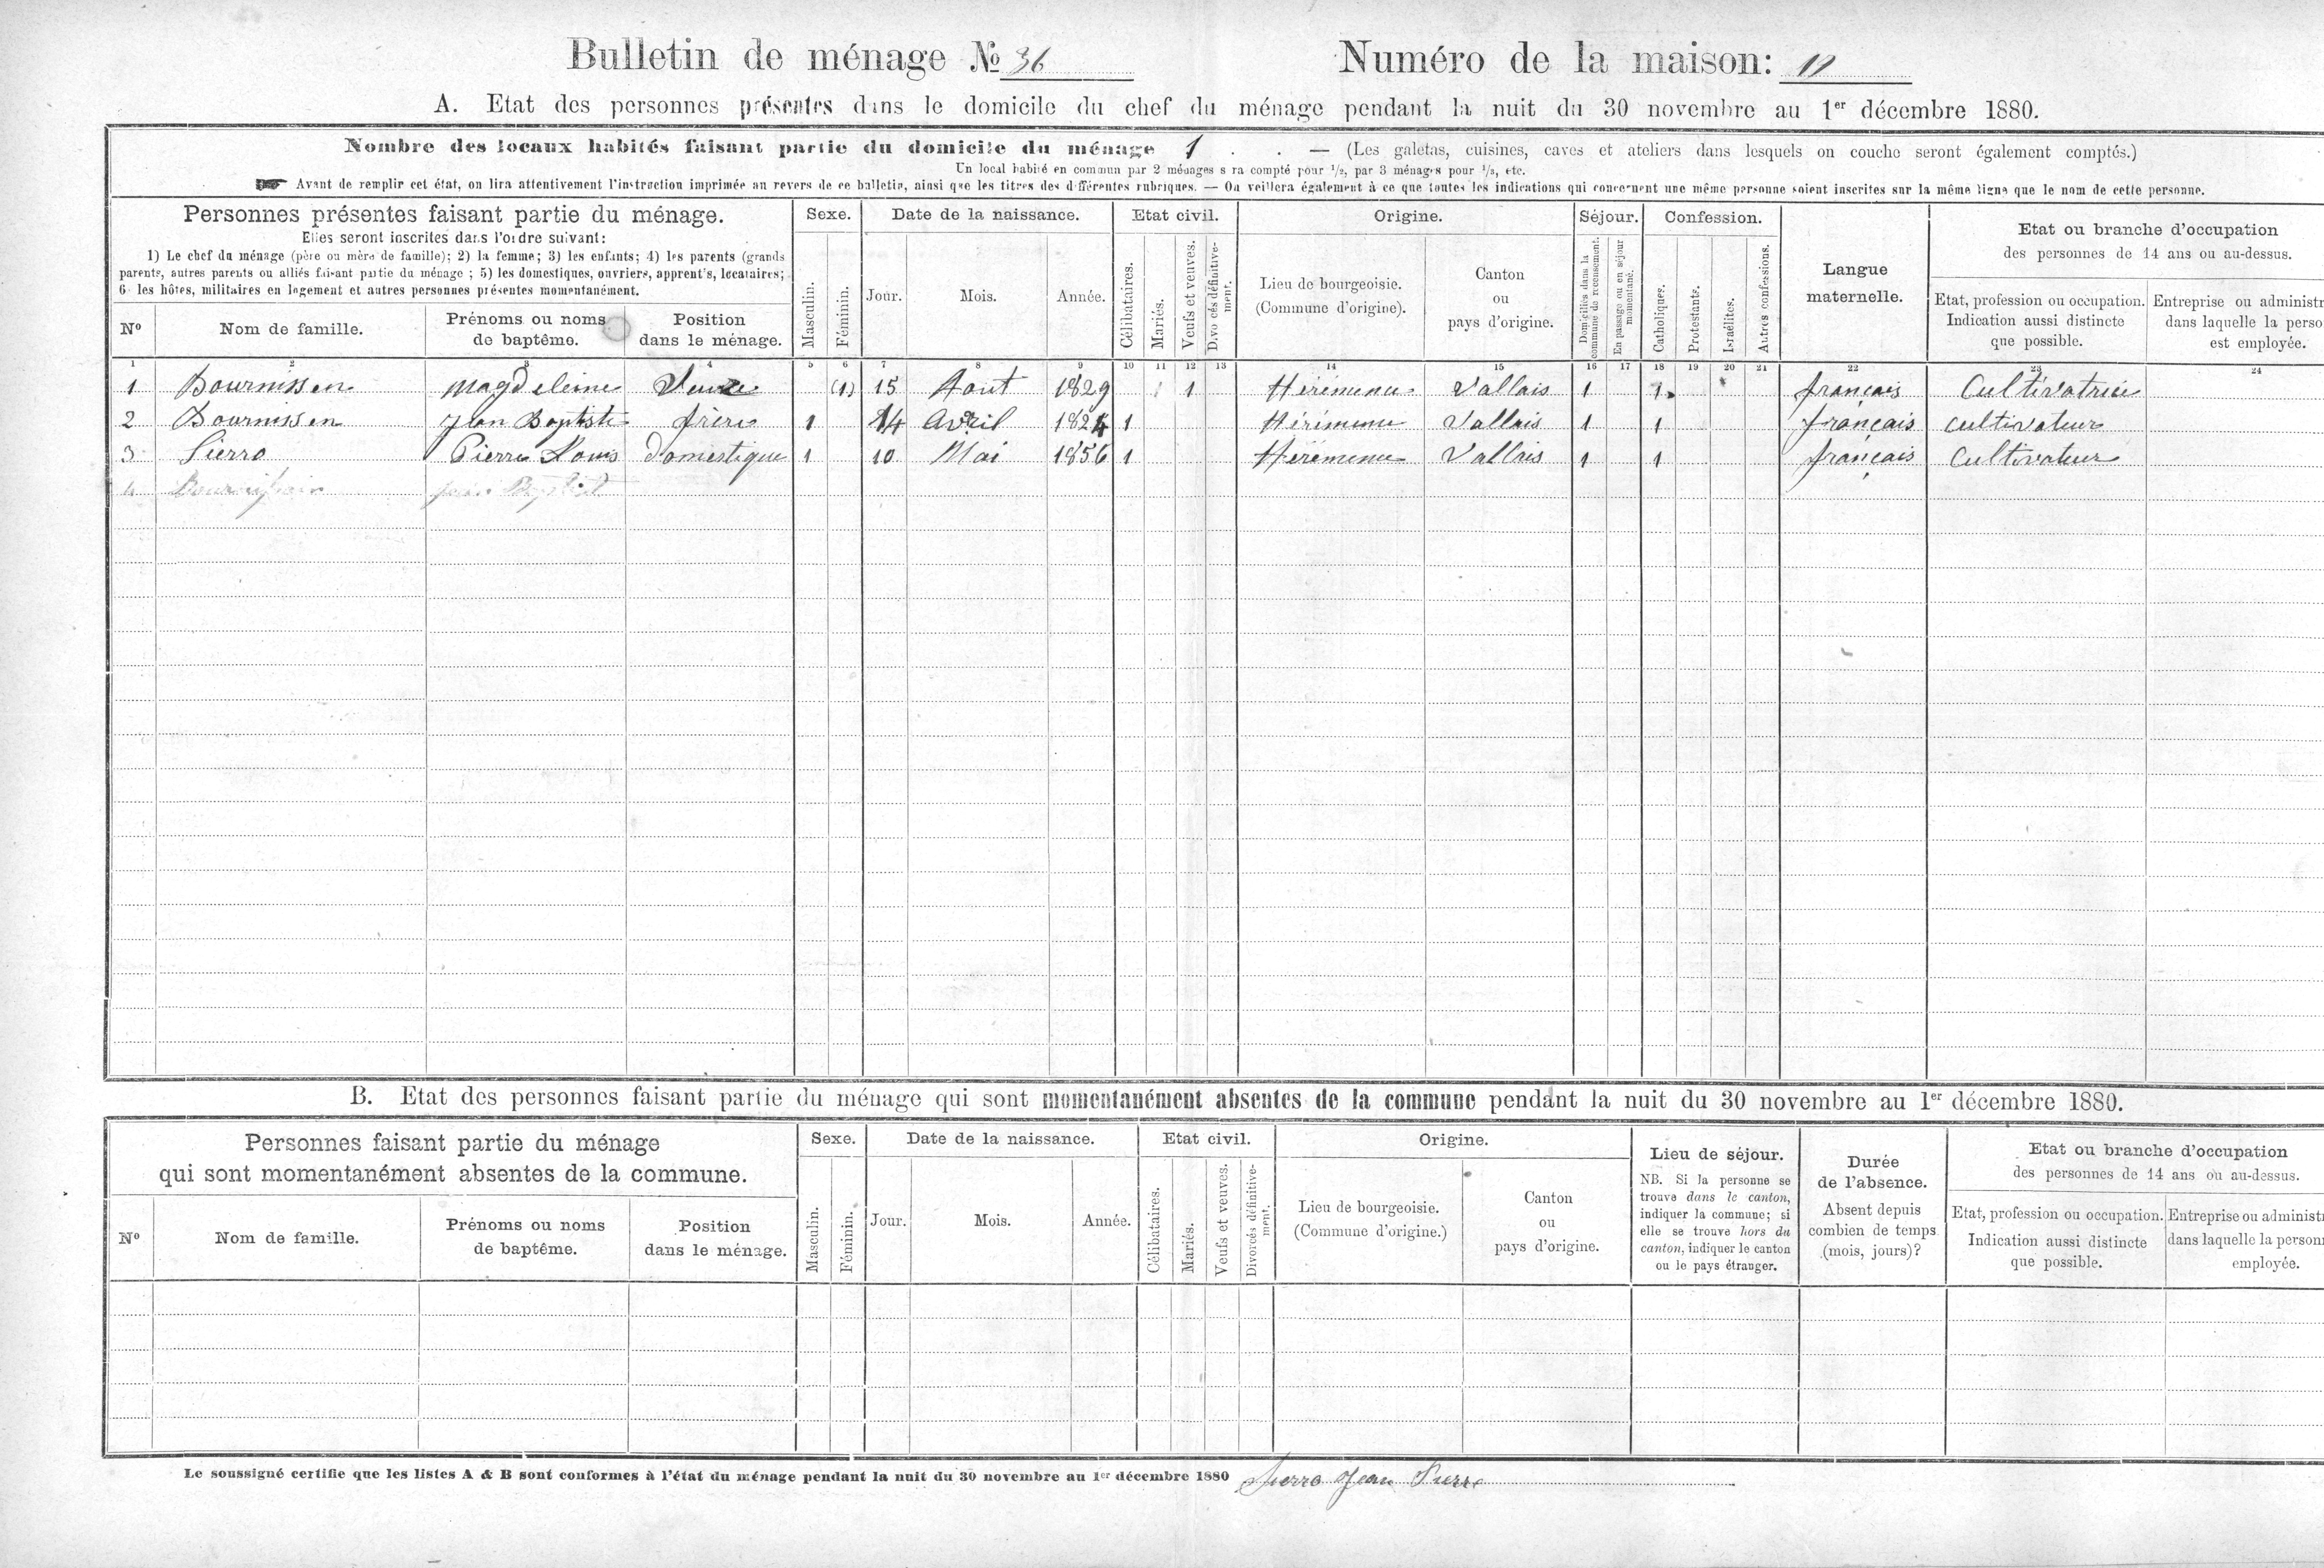 Bulletin de ménage № 36 Numéro de la maison: 11
A. Etat des personnes présentes dans le domicile du chef du ménage pendant la nuit du 30 novembre au 1er décembre 1880.
Nombre des locaux habités faisant partie du domicile du ménage 1 . . — (Les galetas, cuisines, caves et ateliers dans lesquels on couche seront également comptés.)
Un local habité en commun par 2 ménages sera compté pour 1/2, par 3 ménages pour 1/3, etc.
Avant de remplir cet état, on lira attentivement l'instruction imprimée au revers de ce bulletin, ainsi que les titres des différentes rubriques. — On veillera également à ce que toutes les indications qui concernent une même personne soient inscrites sur la même ligne que le nom de cette personne.
Personnes présentes faisant partie du ménage. Sexe. Date de la naissance. Etat civil. Origine. Séjour. Confession. Langue maternelle. Etat ou branche d'occupation
des personnes de 14 ans ou au-dessus.
Elles seront inscrites dans l'ordre suivant:
1) Le chef du ménage (père ou mère de famille); 2) la femme; 3) les enfants; 4) les parents (grands
parents, autres parents ou alliés faisant partie du ménage; 5) les domestiques, ouvriers, apprent's, locataires;
6 les hôtes, militaires en logement et autres personnes présentes momentanément.
Nº Nom de famille. Prénoms ou noms de baptême. Position dans le ménage. Masculin. Féminin. Jour. Mois. Année. Célibataires. Mariés. Veufs et veuves. Divorcés définitivement. Lieu de bourgeoisie. (Commune d'origine). Canton ou pays d'origine. Domiciliés dans la commune de recensement. En passage ou en séjour momentané. Catholiques. Protestants. Israélites. Autres confessions. Etat, profession ou occupation. Indication aussi distincte que possible. Entreprise ou administr dans laquelle la perso est employée.
1 2 3 4 5 6 7 8 9 10 11 12 13 14 15 16 17 18 19 20 21 22 23 24
1 Bournissen Magdeleine Veuve (1) 15 Aout 1829 1 Hérémence Vallais 1 1 français Cultivatrice
2 Bournissen Jean Baptiste frère 1 14 Avril 1824 1 Hérémence Vallais 1 1 français cultivateur
3 Sierro Pierre Louis domestique 1 10 Mai 1856 1 Hérémence Vallais 1 1 français Cultivateur
4
B. Etat des personnes faisant partie du ménage qui sont momentanément absentes de la commune pendant la nuit du 30 novembre au 1er décembre 1880.
Personnes faisant partie du ménage
qui sont momentanément absentes de la commune.
Sexe. Date de la naissance. Etat civil. Origine. Lieu de séjour. Durée de l'absence. Etat ou branche d'occupation
des personnes de 14 ans ou au-dessus.
NB. Si la personne se
trouve dans le canton,
indiquer la commune; si
elle se trouve hors du
canton, indiquer le canton
ou le pays étranger.
Absent depuis
combien de temps
(mois, jours)?
Nº Nom de famille. Prénoms ou noms de baptême. Position dans le ménage. Masculin. Féminin. Jour. Mois. Année. Célibataires. Mariés. Veufs et veuves. Divorcés définitivement. Lieu de bourgeoisie. (Commune d'origine.) Canton ou pays d'origine. Etat, profession ou occupation. Indication aussi distincte que possible. Entreprise ou administ dans laquelle la person employée.
Le soussigné certifie que les listes A & B sont conformes à l'état du ménage pendant la nuit du 30 novembre au 1er décembre 1880 Sierro Jean Pierre